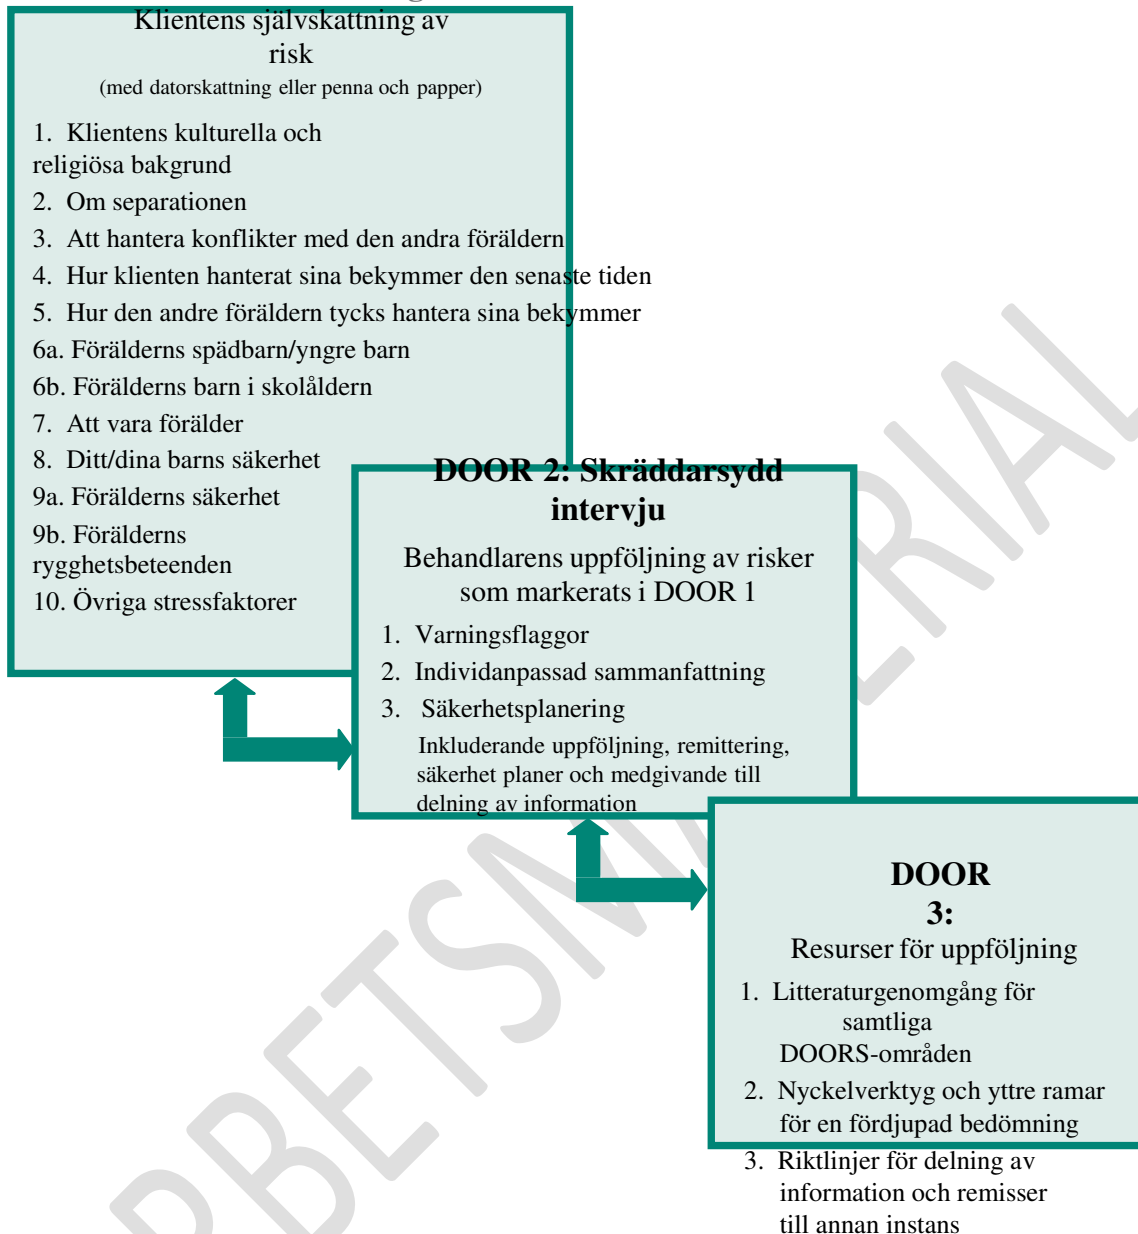 Klientens självskattning av
risk
(med datorskattning eller penna och papper)
1. Klientens kulturella och
religiösa bakgrund
2. Om separationen
3. Att hantera konflikter med den andra föräldern
4. Hur klienten hanterat sina bekymmer den senaste tiden
5. Hur den andre föräldern tycks hantera sina bekymmer
6a. Förälderns spädbarn/yngre barn
6b. Förälderns barn i skolåldern
7. Att vara förälder
8. Ditt/dina barns säkerhet
9a. Förälderns säkerhet
9b. Förälderns
rygghetsbeteenden
10. Övriga stressfaktorer
DOOR 2: Skräddarsydd
intervju
Behandlarens uppföljning av risker
som markerats i DOOR 1
1. Varningsflaggor
2. Individanpassad sammanfattning
3. Säkerhetsplanering
Inkluderande uppföljning, remittering,
säkerhet planer och medgivande till
delning av information
DOOR
3:
Resurser för uppföljning
1. Litteraturgenomgång för
samtliga
DOORS-områden
2. Nyckelverktyg och yttre ramar
för en fördjupad bedömning
3. Riktlinjer för delning av
information och remisser
till annan instans